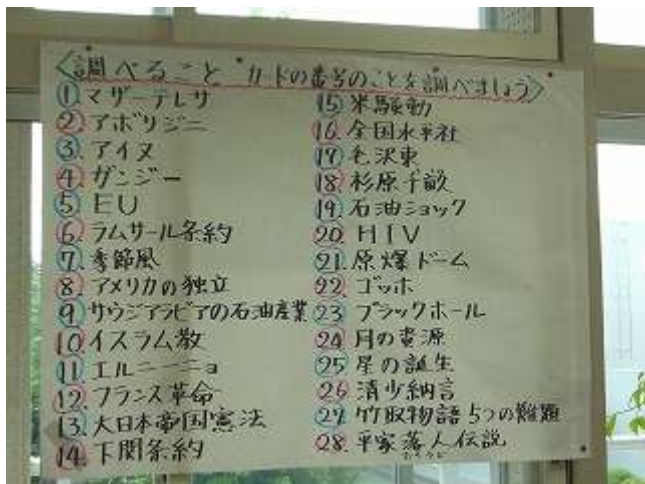 〈調べること・カードの番号のことを調べましょう〉
①マザーテレサ
②アボリジニ
③アイヌ
④ガンジー
⑤EU
⑥ラムサール条約
⑦季節風
⑧アメリカの独立
⑨サウジアラビアの石油産業
⑩イスラム教
⑪エルニーニョ
⑫フランス革命
⑬大日本帝国憲法
⑭下関条約
⑮米騒動
⑯全国水平社
⑰毛沢東
⑱杉原千畝
⑲石油ショック
⑳HIV
㉑原爆ドーム
㉒ゴッホ
㉓ブラックホール
㉔月の資源
㉕星の誕生
㉖清少納言
㉗竹取物語5つの難題
㉘平家落人伝説